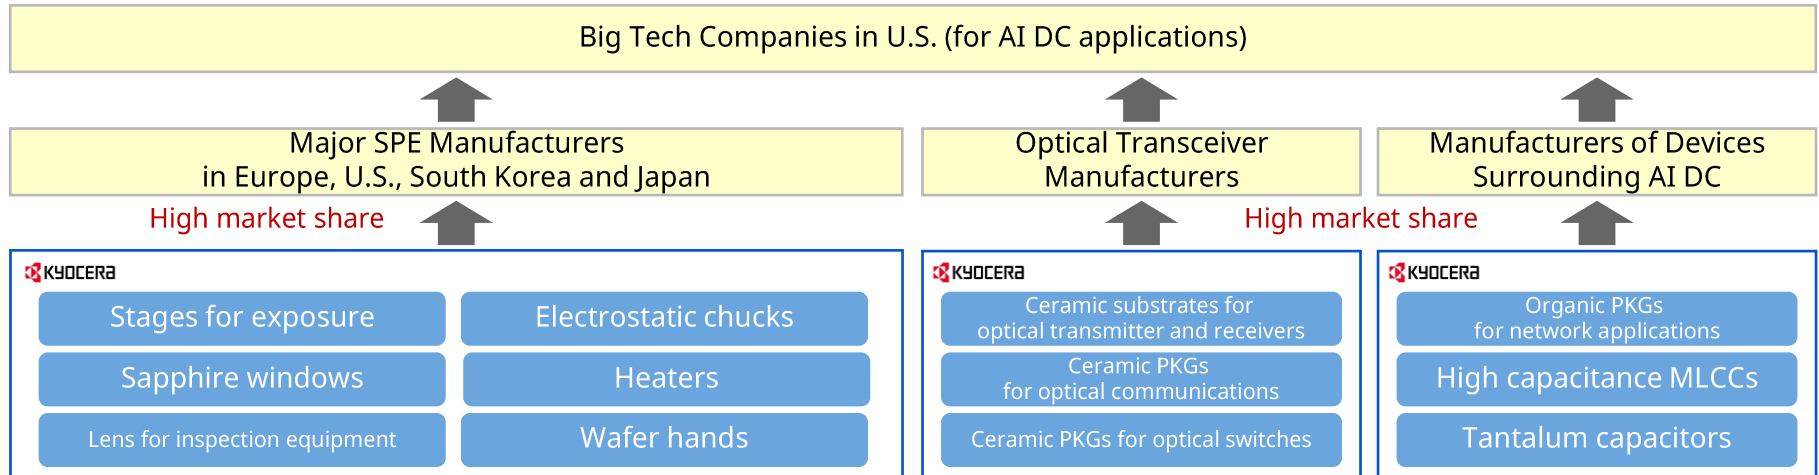 Big Tech Companies in U.S. (for AI DC applications)
Major SPE Manufacturers
in Europe, U.S., South Korea and Japan
Optical Transceiver
Manufacturers
Manufacturers of Devices
Surrounding AI DC
High market share
High market share
KYOCERA
Stages for exposure
Electrostatic chucks
Sapphire windows
Heaters
Lens for inspection equipment
Wafer hands
KYOCERA
Ceramic substrates for
optical transmitter and receivers
Ceramic PKGs
for optical communications
Ceramic PKGs for optical switches
KYOCERA
Organic PKGs
for network applications
High capacitance MLCCs
Tantalum capacitors